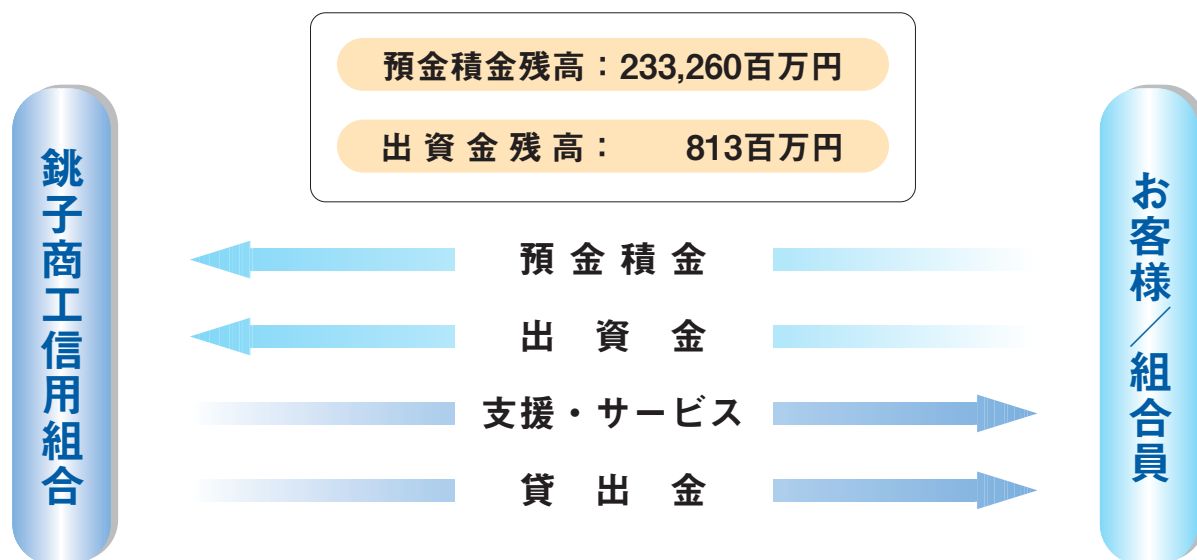 預金積金残高：233,260百万円
出資金残高：　813百万円
銚子商工信用組合
預金積金
出資金
支援・サービス
貸出金
お客様／組合員